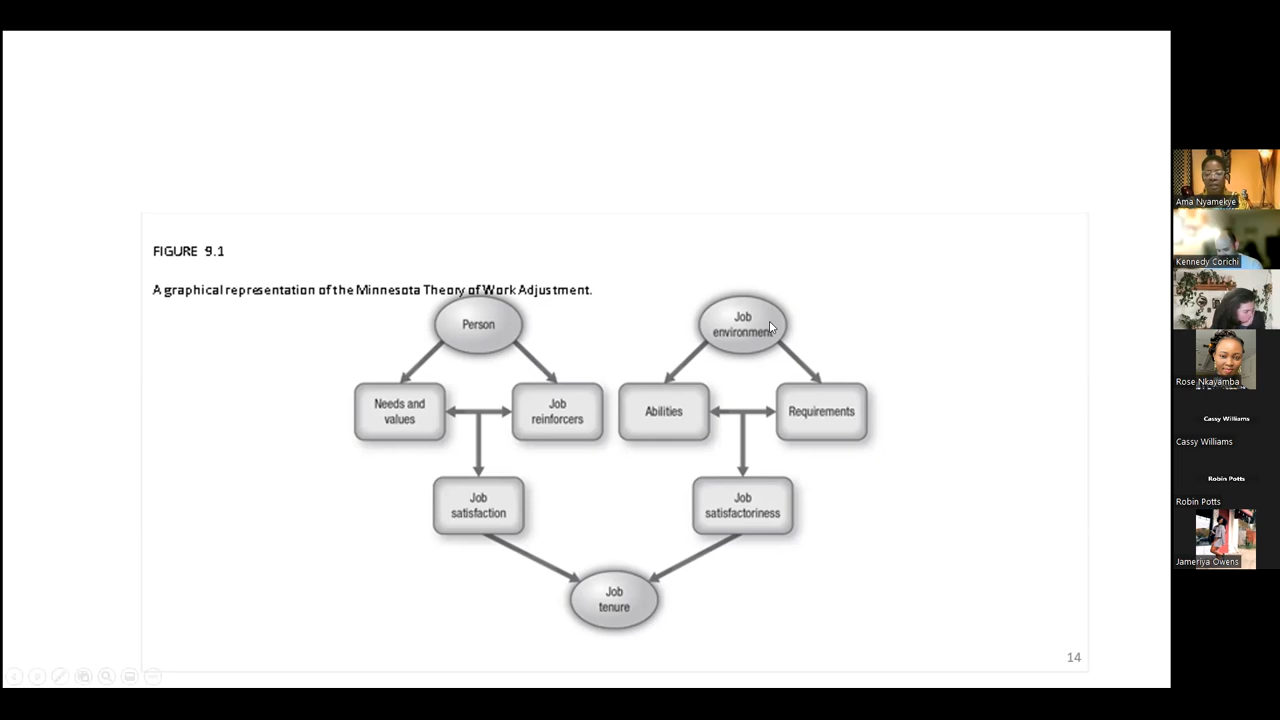 FIGURE 9.1
A graphical representation of the Minnesota Theory of Work Adjustment.
Person
Job
environment
Needs and
values
Job
reinforcers
Abilities
Requirements
Job
satisfaction
Job
satisfactoriness
Job
tenure
14
Ama Nyamekye
Kennedy Corichi
Rose Nkayamba
Cassy Williams
Cassy Williams
Robin Potts
Robin Potts
Jameriya Owens